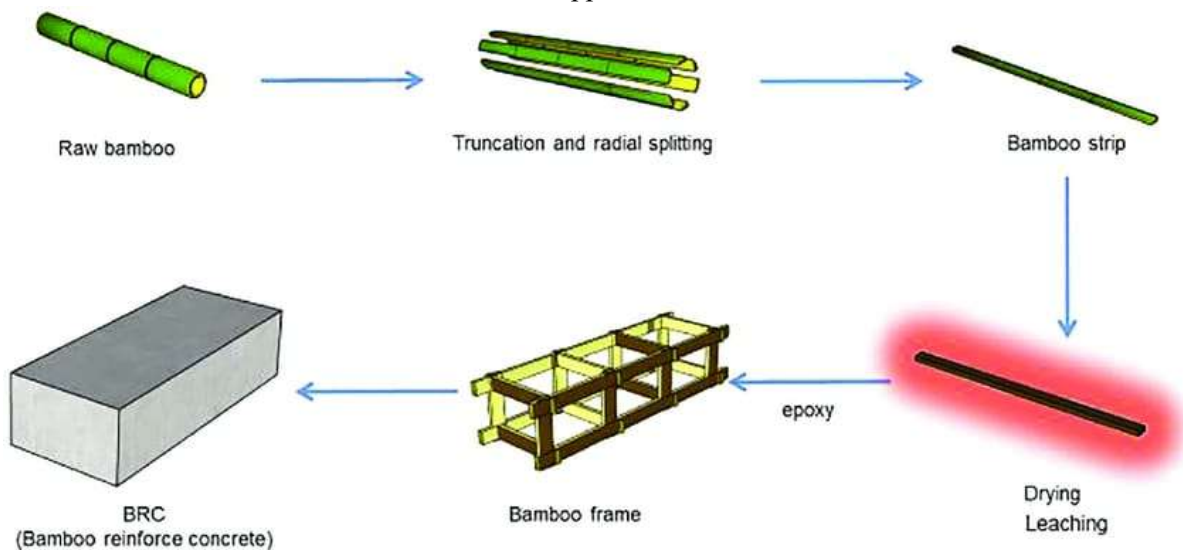 Raw bamboo
Truncation and radial splitting
Bamboo strip
epoxy
BRC
(Bamboo reinforce concrete)
Bamboo frame
Drying
Leaching